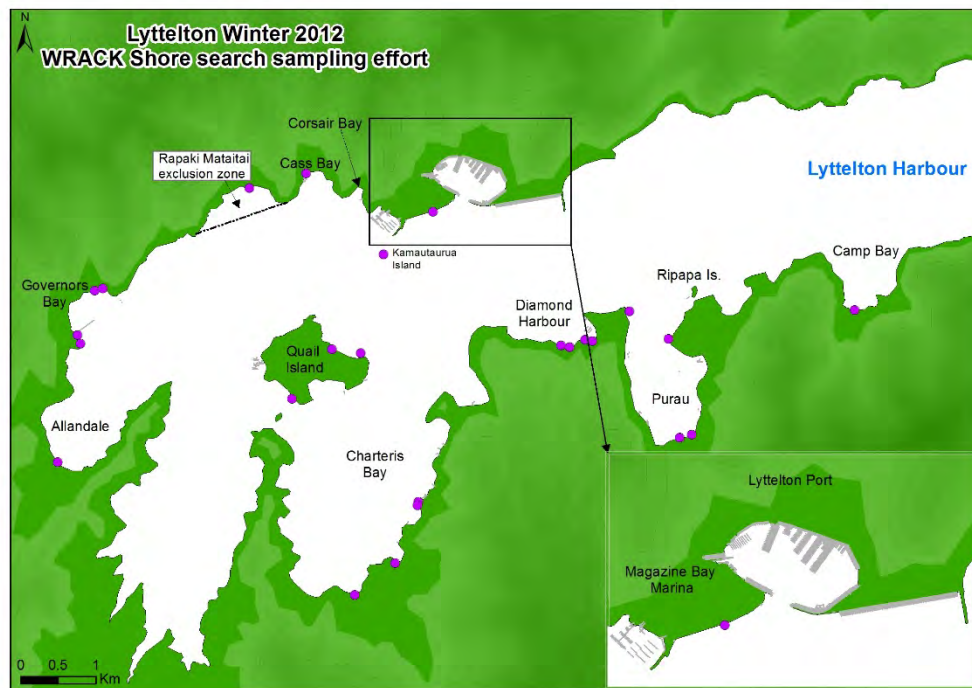 N
Lyttelton Winter 2012
WRACK Shore search sampling effort
Corsair Bay
Rapaki Mataitai
exclusion zone
Cass Bay
Lyttelton Harbour
Kamautaurua
Island
Camp Bay
Ripapa Is.
Governors
Bay
Diamond
Harbour
Quail
Island
Purau
Allandale
Charteris
Bay
Lyttelton Port
Magazine Bay
Marina
0 0.5 1
Km